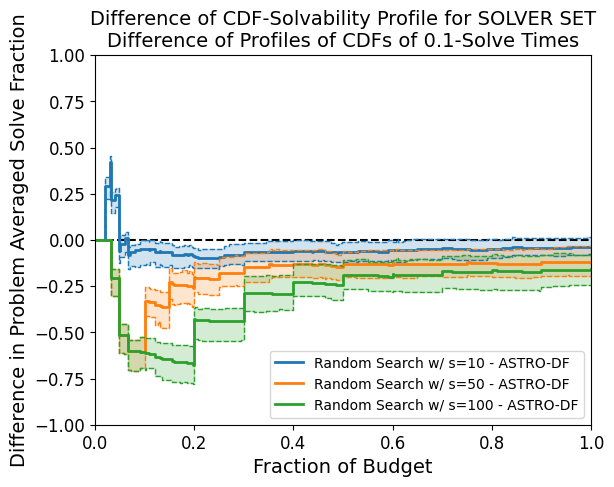 Difference of CDF-Solvability Profile for SOLVER SET
Difference of Profiles of CDFs of 0.1-Solve Times
Difference in Problem Averaged Solve Fraction
1.00
0.75
0.50
0.25
0.00
−0.25
−0.50
−0.75
−1.00
Random Search w/ s=10 - ASTRO-DF
Random Search w/ s=50 - ASTRO-DF
Random Search w/ s=100 - ASTRO-DF
0.0 0.2 0.4 0.6 0.8 1.0
Fraction of Budget